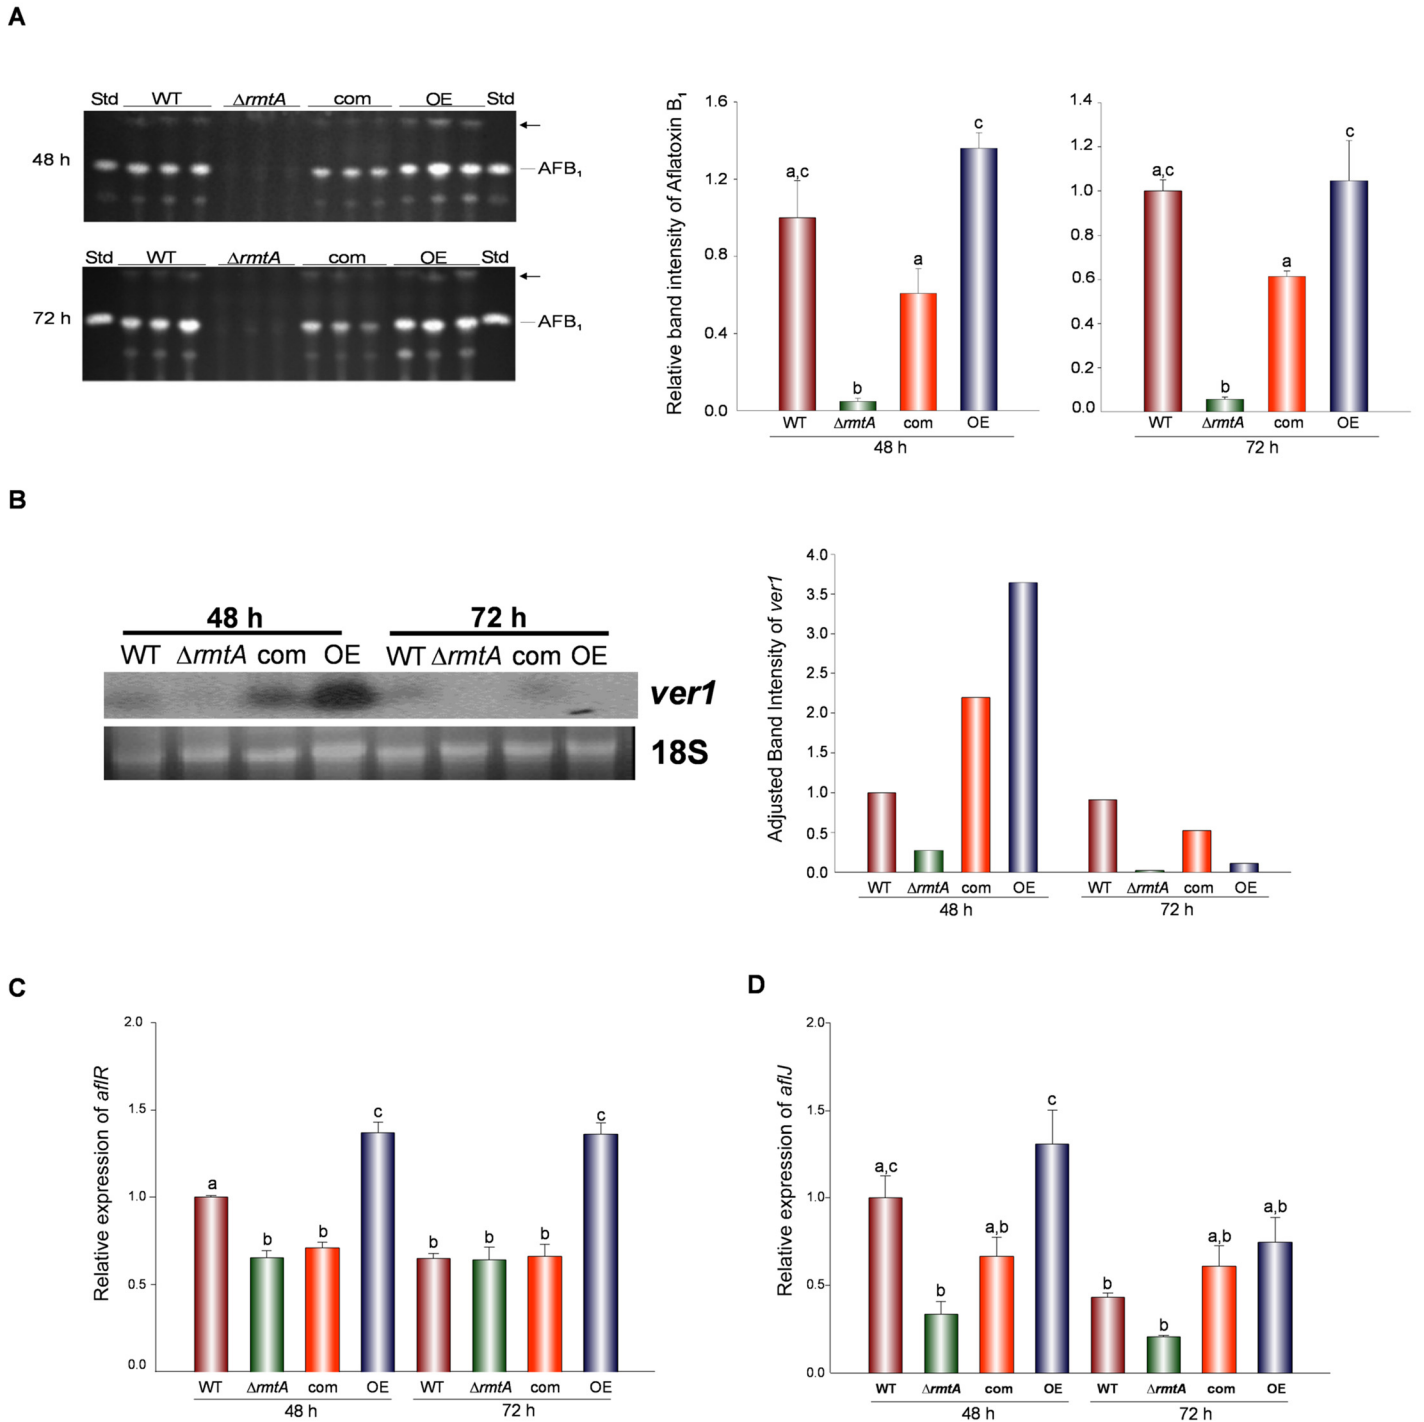 A
Std WT ΔrmtA com OE Std
48 h
AFB1
Std WT ΔrmtA com OE Std
72 h
AFB1
Relative band intensity of Aflatoxin B1
1.6
1.2
0.8
0.4
0.0
a,c
b
a
c
WT ΔrmtA com OE
48 h
1.4
1.2
1.0
0.8
0.6
0.4
0.2
0.0
a,c
b
a
c
WT ΔrmtA com OE
72 h
B
48 h 72 h
WT ΔrmtA com OE WT ΔrmtA com OE
ver1
18S
Adjusted Band Intensity of ver1
4.0
3.5
3.0
2.5
2.0
1.5
1.0
0.5
0.0
WT ΔrmtA com OE WT ΔrmtA com OE
48 h 72 h
C
Relative expression of aflR
2.0
1.5
1.0
0.5
0.0
a
b
b
c
b
b
b
c
WT ΔrmtA com OE WT ΔrmtA com OE
48 h 72 h
D
Relative expression of aflJ
2.0
1.5
1.0
0.5
0.0
a,c
b
a,b
c
b
b
a,b
a,b
WT ΔrmtA com OE WT ΔrmtA com OE
48 h 72 h